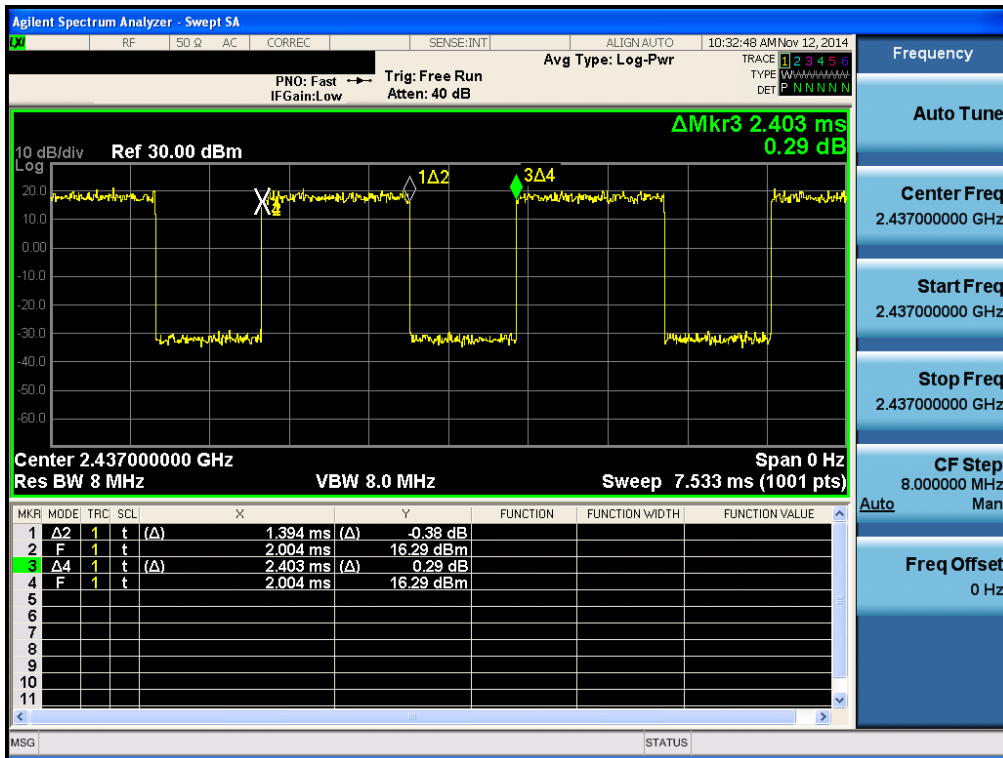 Agilent Spectrum Analyzer - Swept SA
LXI RF 50 Ω AC CORREC SENSE:INT ALIGN AUTO 10:32:48 AM Nov 12, 2014
Avg Type: Log-Pwr
TRACE 1 2 3 4 5 6
PNO: Fast
Trig: Free Run
TYPE WWWWWW
IFGain:Low
Atten: 40 dB
DET P N N N N N
ΔMkr3 2.403 ms
0.29 dB
10 dB/div Ref 30.00 dBm
Log
1Δ2
3Δ4
20.0
10.0
0.00
-10.0
-20.0
-30.0
-40.0
-50.0
-60.0
Center 2.437000000 GHz Span 0 Hz
Res BW 8 MHz VBW 8.0 MHz Sweep 7.533 ms (1001 pts)
MKR MODE TRC SCL X Y FUNCTION FUNCTION WIDTH FUNCTION VALUE
1 Δ2 1 t (Δ) 1.394 ms (Δ) -0.38 dB
2 F 1 t 2.004 ms 16.29 dBm
3 Δ4 1 t (Δ) 2.403 ms (Δ) 0.29 dB
4 F 1 t 2.004 ms 16.29 dBm
5
6
7
8
9
10
11
MSG STATUS
Frequency
Auto Tune
Center Freq
2.437000000 GHz
Start Freq
2.437000000 GHz
Stop Freq
2.437000000 GHz
CF Step
8.000000 MHz
Auto Man
Freq Offset
0 Hz